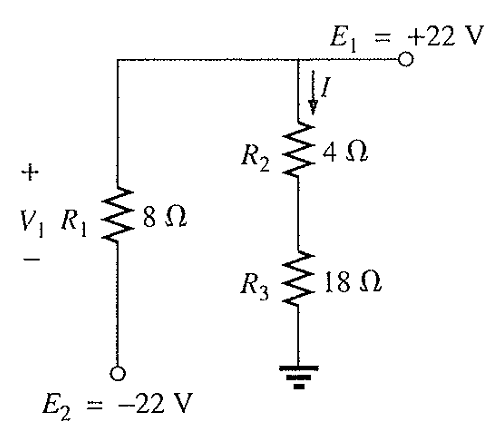 E₁ = +22 V
I
R₂ 4 Ω
+
V₁ R₁ 8 Ω
−
R₃ 18 Ω
E₂ = −22 V